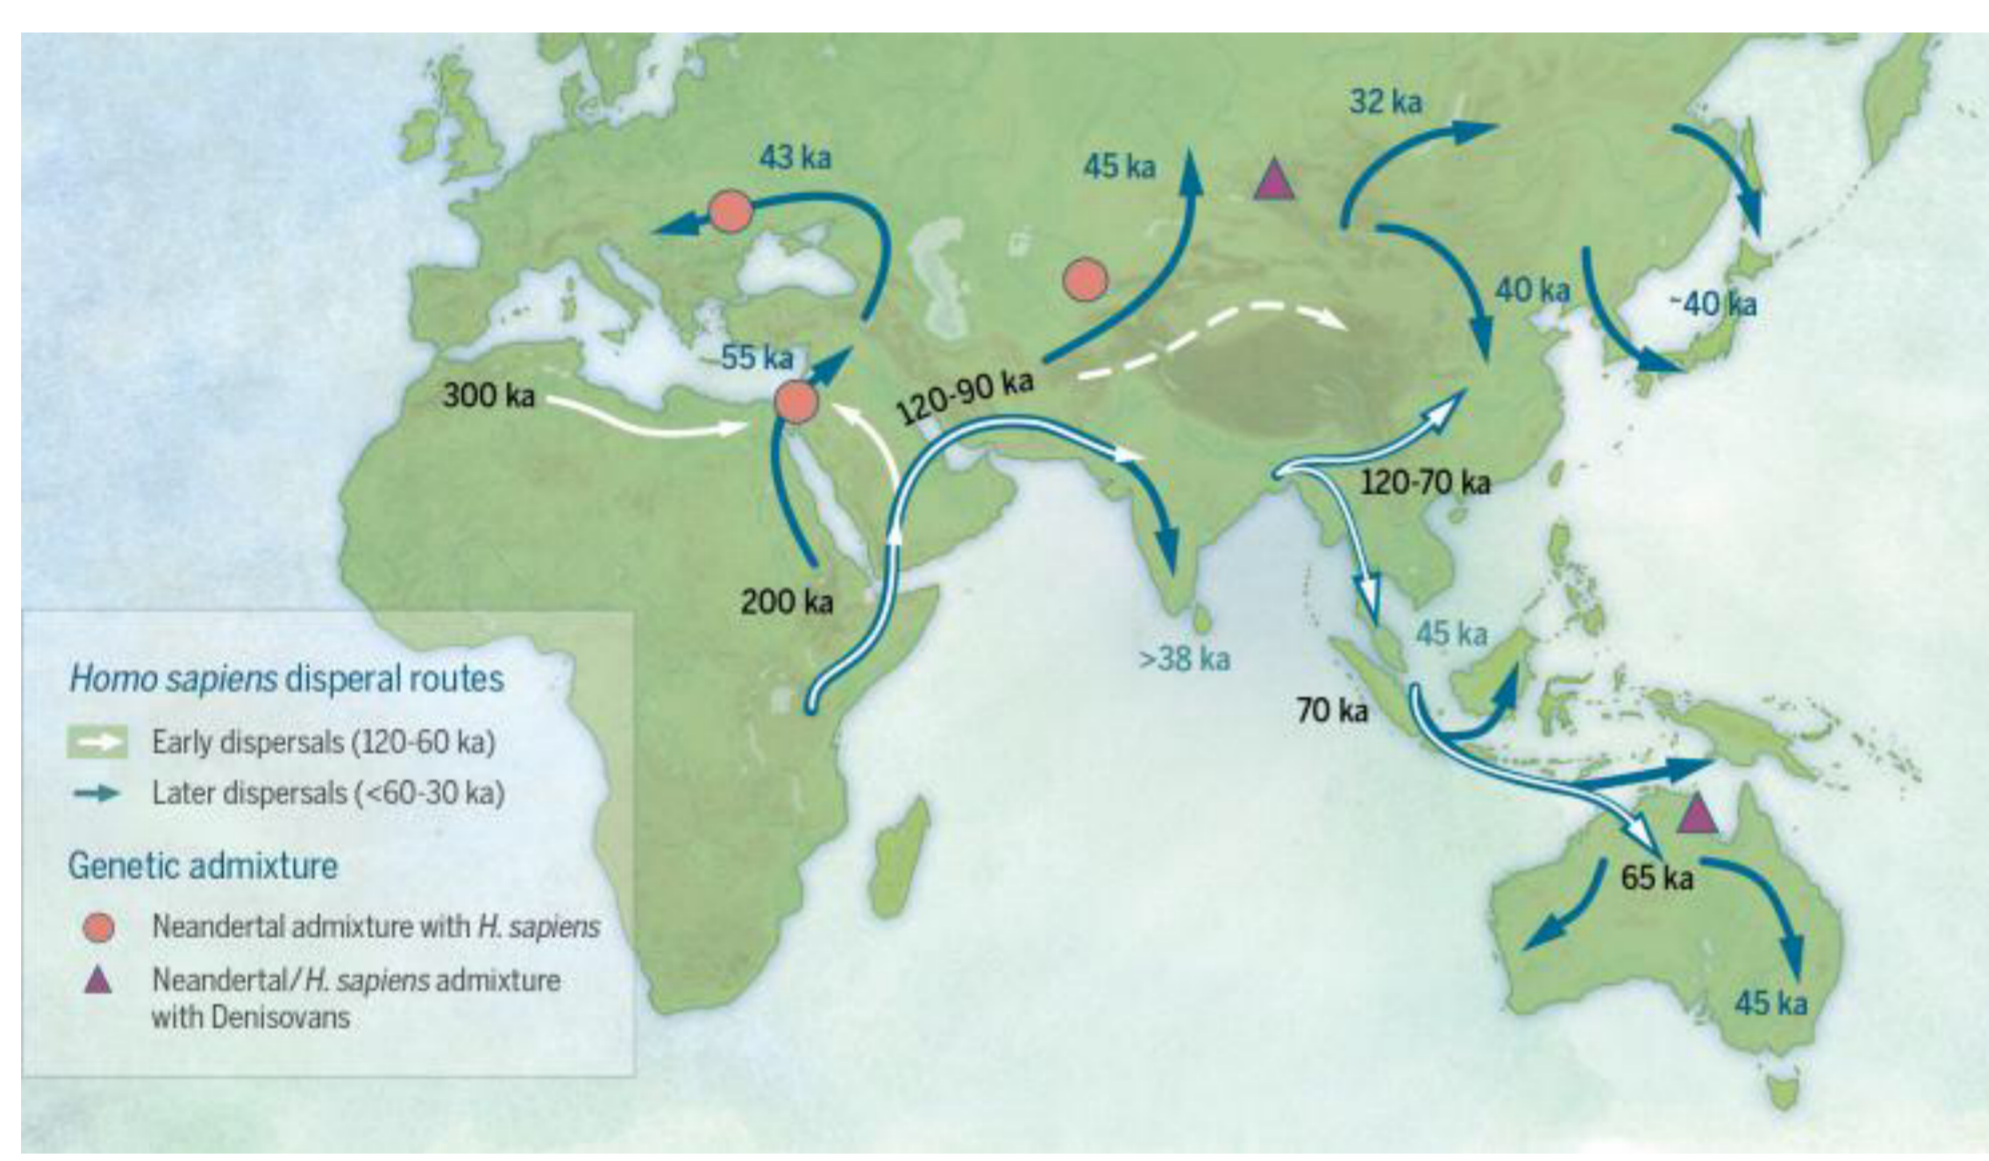 32 ka
43 ka
45 ka
40 ka
~40 ka
55 ka
300 ka
120-90 ka
120-70 ka
200 ka
45 ka
>38 ka
70 ka
65 ka
45 ka
Homo sapiens disperal routes
Early dispersals (120-60 ka)
Later dispersals (<60-30 ka)
Genetic admixture
Neandertal admixture with H. sapiens
Neandertal/H. sapiens admixture
with Denisovans